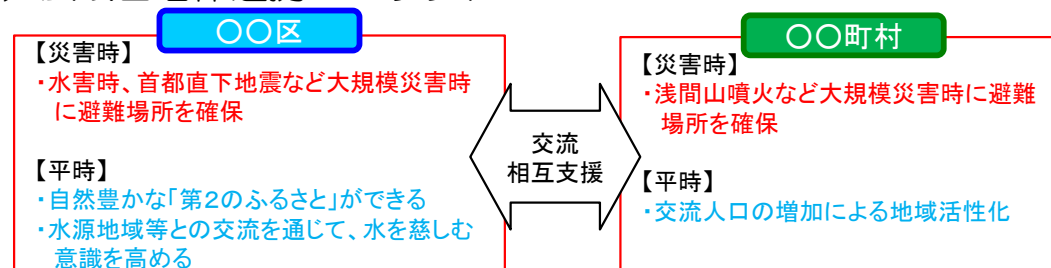 〇〇区
【災害時】
・水害時、首都直下地震など大規模災害時
に避難場所を確保
【平時】
・自然豊かな「第2のふるさと」ができる
・水源地域等との交流を通じて、水を慈しむ
意識を高める
交流
相互支援
〇〇町村
【災害時】
・浅間山噴火など大規模災害時に避難
場所を確保
【平時】
・交流人口の増加による地域活性化